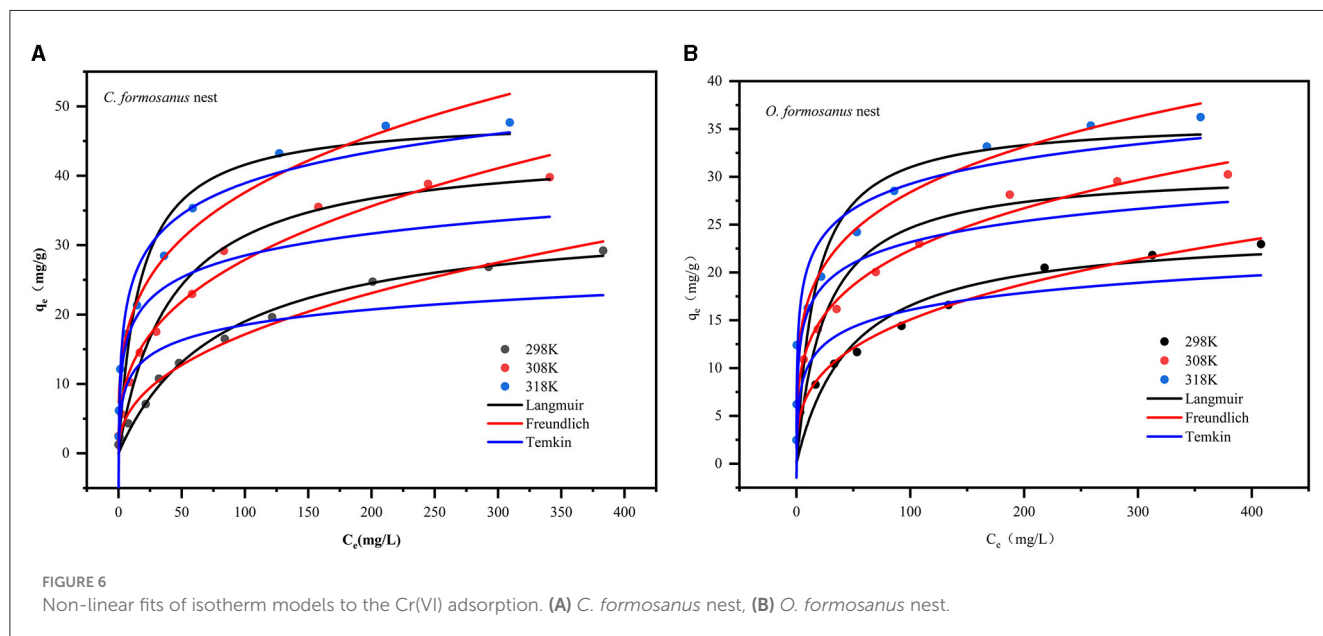 A
C. formosanus nest
50
40
30
20
10
0
qe (mg/g)
298K
308K
318K
Langmuir
Freundlich
Temkin
0 50 100 150 200 250 300 350 400
Ce(mg/L)
B
O. formosanus nest
40
35
30
25
20
15
10
5
0
qe (mg/g)
298K
308K
318K
Langmuir
Freundlich
Temkin
0 100 200 300 400
Ce (mg/L)
FIGURE 6
Non-linear fits of isotherm models to the Cr(VI) adsorption. (A) C. formosanus nest, (B) O. formosanus nest.